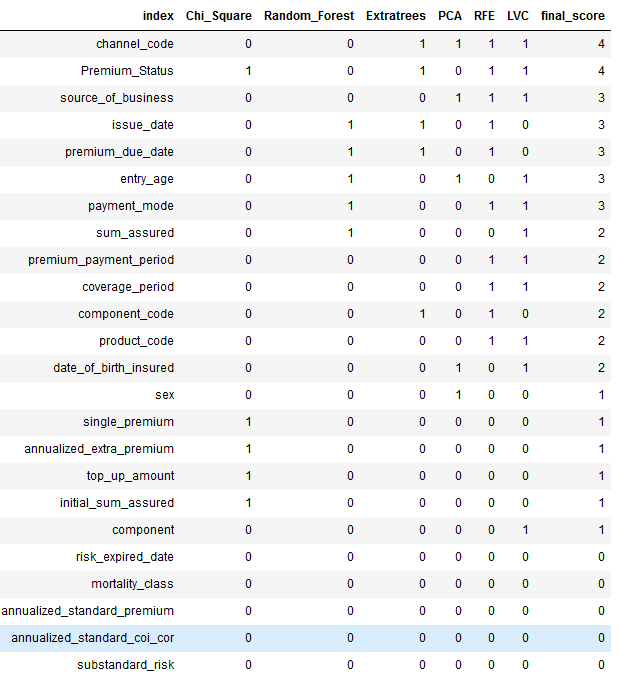 index Chi_Square Random_Forest Extratrees PCA RFE LVC final_score
channel_code 0 0 1 1 1 1 4
Premium_Status 1 0 1 0 1 1 4
source_of_business 0 0 0 1 1 1 3
issue_date 0 1 1 0 1 0 3
premium_due_date 0 1 1 0 1 0 3
entry_age 0 1 0 1 0 1 3
payment_mode 0 1 0 0 1 1 3
sum_assured 0 1 0 0 0 1 2
premium_payment_period 0 0 0 0 1 1 2
coverage_period 0 0 0 0 1 1 2
component_code 0 0 1 0 1 0 2
product_code 0 0 0 0 1 1 2
date_of_birth_insured 0 0 0 1 0 1 2
sex 0 0 0 1 0 0 1
single_premium 1 0 0 0 0 0 1
annualized_extra_premium 1 0 0 0 0 0 1
top_up_amount 1 0 0 0 0 0 1
initial_sum_assured 1 0 0 0 0 0 1
component 0 0 0 0 0 1 1
risk_expired_date 0 0 0 0 0 0 0
mortality_class 0 0 0 0 0 0 0
annualized_standard_premium 0 0 0 0 0 0 0
annualized_standard_coi_cor 0 0 0 0 0 0 0
substandard_risk 0 0 0 0 0 0 0